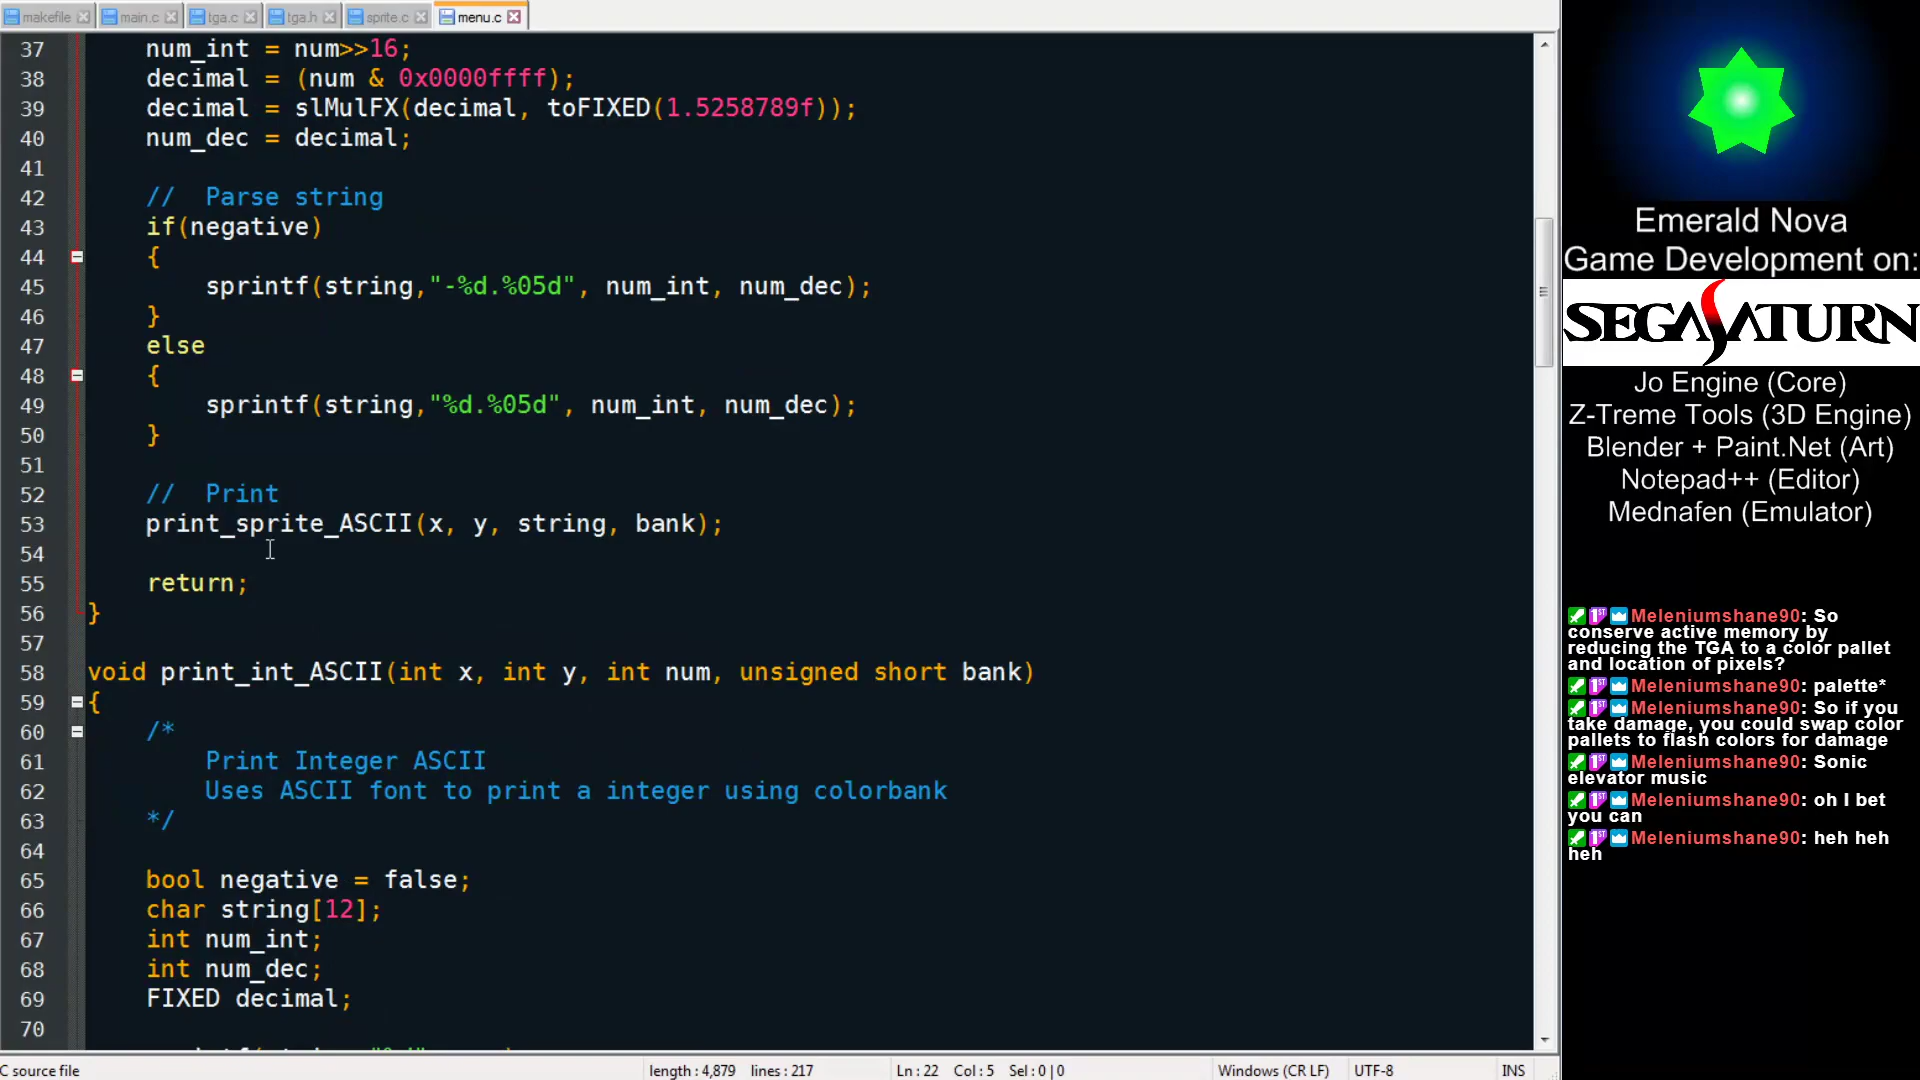 makefile main.c tga.c tga.h sprite.c menu.c
37 num_int = num>>16;
38 decimal = (num & 0x0000ffff);
39 decimal = slMulFX(decimal, toFIXED(1.5258789f));
40 num_dec = decimal;
41
42 // Parse string
43 if(negative)
44 {
45 sprintf(string,"-%d.%05d", num_int, num_dec);
46 }
47 else
48 {
49 sprintf(string,"%d.%05d", num_int, num_dec);
50 }
51
52 // Print
53 print_sprite_ASCII(x, y, string, bank);
54
55 return;
56 }
57
58 void print_int_ASCII(int x, int y, int num, unsigned short bank)
59 {
60 /*
61 Print Integer ASCII
62 Uses ASCII font to print a integer using colorbank
63 */
64
65 bool negative = false;
66 char string[12];
67 int num_int;
68 int num_dec;
69 FIXED decimal;
70
C source file length : 4,879 lines : 217 Ln : 22 Col : 5 Sel : 0 | 0 Windows (CR LF) UTF-8 INS
Emerald Nova
Game Development on:
SEGA SATURN
Jo Engine (Core)
Z-Treme Tools (3D Engine)
Blender + Paint.Net (Art)
Notepad++ (Editor)
Mednafen (Emulator)
Meleniumshane90: So
conserve active memory by
reducing the TGA to a color pallet
and location of pixels?
Meleniumshane90: palette*
Meleniumshane90: So if you
take damage, you could swap color
pallets to flash colors for damage
Meleniumshane90: Sonic
elevator music
Meleniumshane90: oh I bet
you can
Meleniumshane90: heh heh
heh